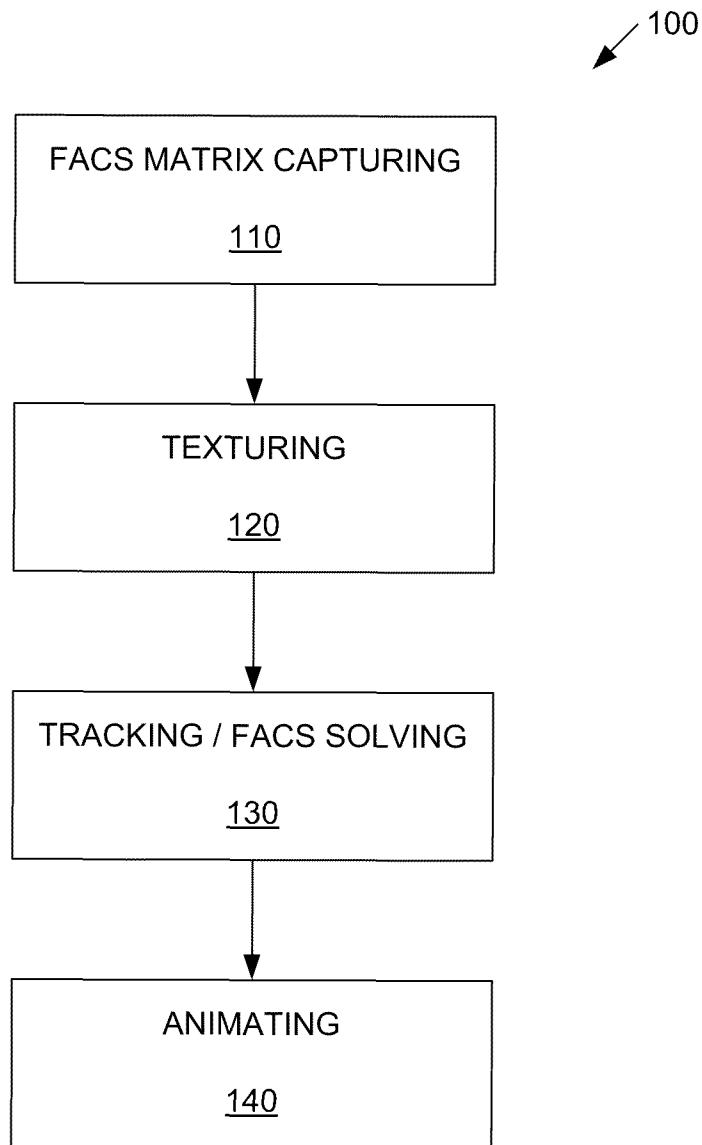 100
FACS MATRIX CAPTURING
110
TEXTURING
120
TRACKING / FACS SOLVING
130
ANIMATING
140